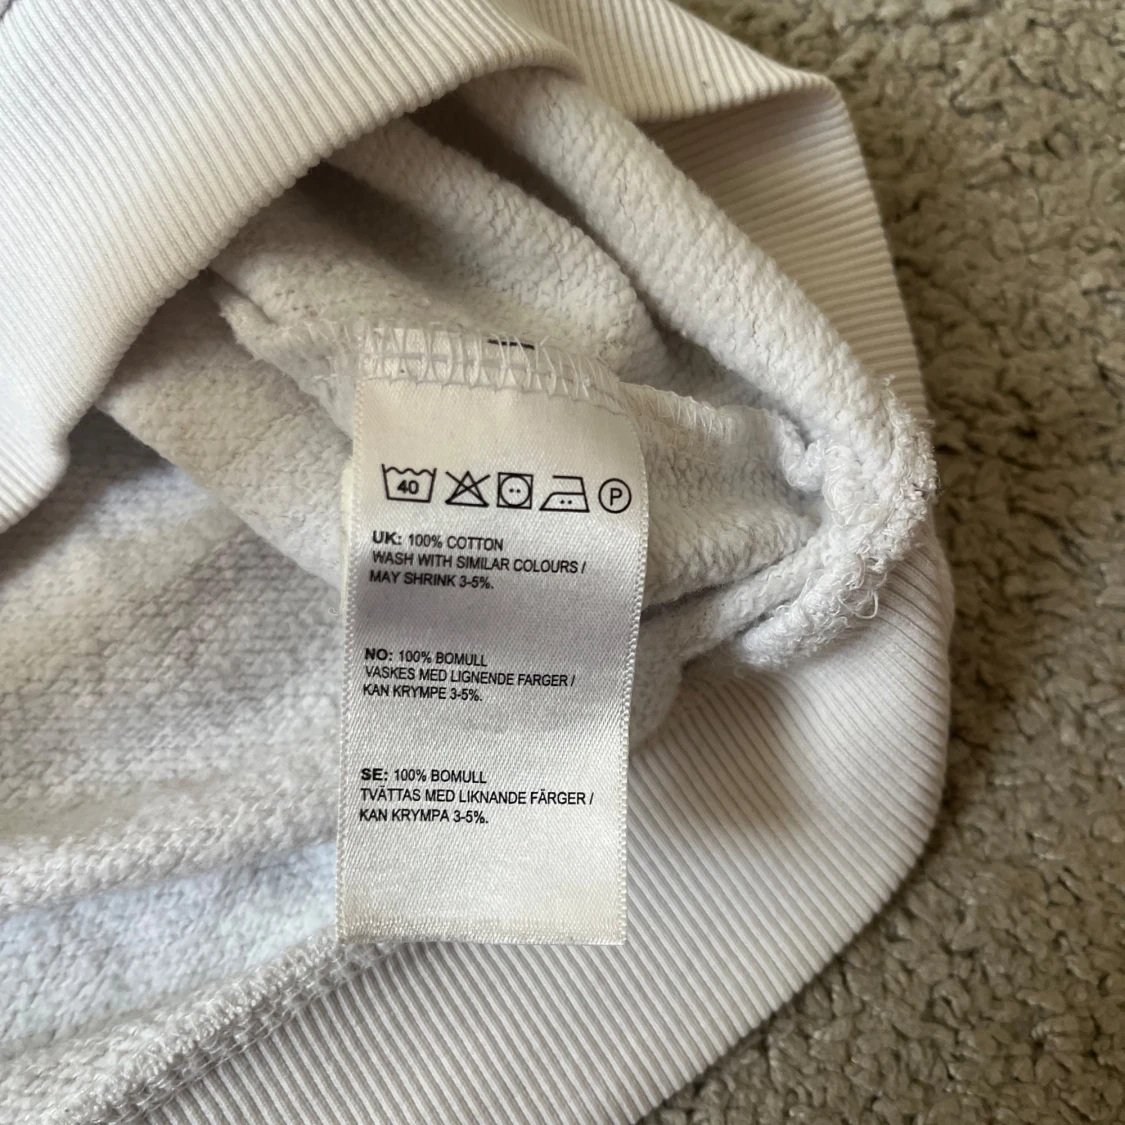 40
P
UK: 100% COTTON
WASH WITH SIMILAR COLOURS /
MAY SHRINK 3-5%.
NO: 100% BOMULL
VASKES MED LIGNENDE FARGER /
KAN KRYMPE 3-5%.
SE: 100% BOMULL
TVÄTTAS MED LIKNANDE FÄRGER /
KAN KRYMPA 3-5%.